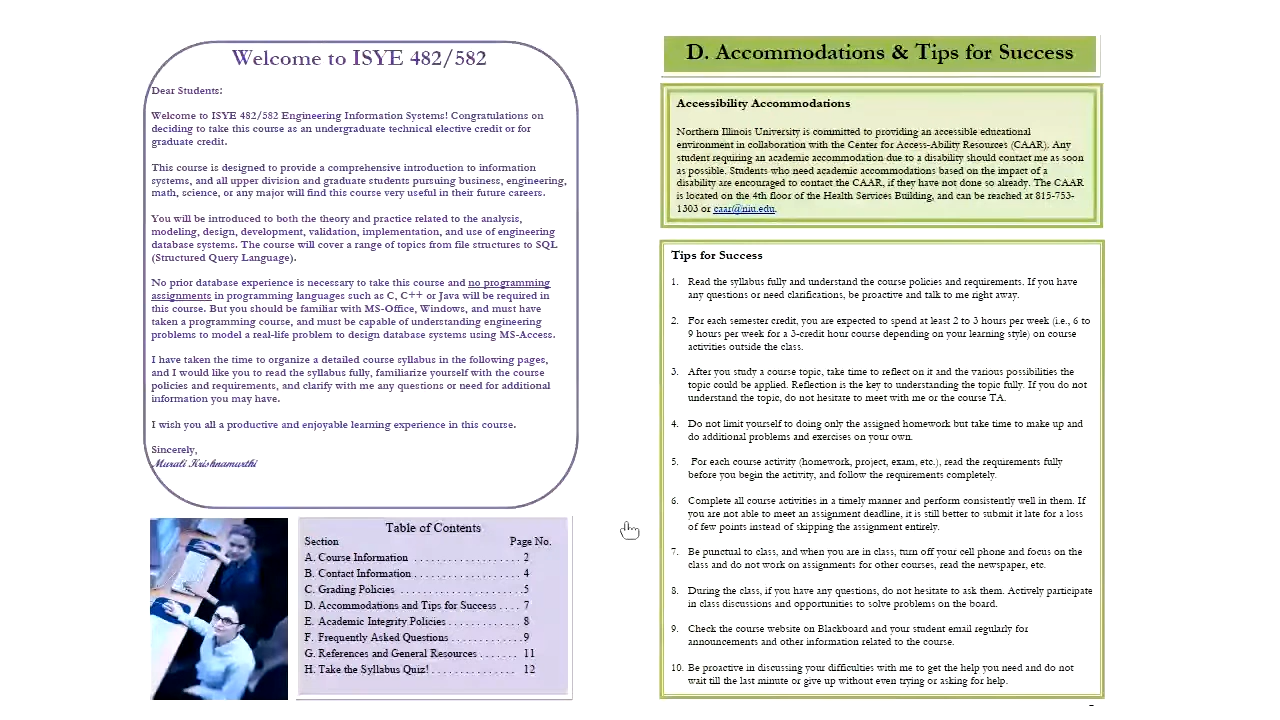 Welcome to ISYE 482/582
Dear Students:
Welcome to ISYE 482/582 Engineering Information Systems! Congratulations on
deciding to take this course as an undergraduate technical elective credit or for
graduate credit.
This course is designed to provide a comprehensive introduction to information
systems, and all upper division and graduate students pursuing business, engineering,
math, science, or any major will find this course very useful in their future careers.
You will be introduced to both the theory and practice related to the analysis,
modeling, design, development, validation, implementation, and use of engineering
database systems. The course will cover a range of topics from file structures to SQL
(Structured Query Language).
No prior database experience is necessary to take this course and no programming
assignments in programming languages such as C, C++ or Java will be required in
this course. But you should be familiar with MS-Office, Windows, and must have
taken a programming course, and must be capable of understanding engineering
problems to model a real-life problem to design database systems using MS-Access.
I have taken the time to organize a detailed course syllabus in the following pages,
and I would like you to read the syllabus fully, familiarize yourself with the course
policies and requirements, and clarify with me any questions or need for additional
information you may have.
I wish you all a productive and enjoyable learning experience in this course.
Sincerely,
Murali Krishnamurthi
Table of Contents
Section Page No.
A. Course Information . . . . . . . . . . . . . . . . . . . . 2
B. Contact Information . . . . . . . . . . . . . . . . . . . . 4
C. Grading Policies . . . . . . . . . . . . . . . . . . . . . . .5
D. Accommodations and Tips for Success . . . . 7
E. Academic Integrity Policies . . . . . . . . . . . . . . 8
F. Frequently Asked Questions . . . . . . . . . . . . .9
G. References and General Resources . . . . . . . 11
H. Take the Syllabus Quiz! . . . . . . . . . . . . . . . . 12
D. Accommodations & Tips for Success
Accessibility Accommodations
Northern Illinois University is committed to providing an accessible educational
environment in collaboration with the Center for Access-Ability Resources (CAAR). Any
student requiring an academic accommodation due to a disability should contact me as soon
as possible. Students who need academic accommodations based on the impact of a
disability are encouraged to contact the CAAR, if they have not done so already. The CAAR
is located on the 4th floor of the Health Services Building, and can be reached at 815-753-
1303 or caar@niu.edu.
Tips for Success
1. Read the syllabus fully and understand the course policies and requirements. If you have
any questions or need clarifications, be proactive and talk to me right away.
2. For each semester credit, you are expected to spend at least 2 to 3 hours per week (i.e., 6 to
9 hours per week for a 3-credit hour course depending on your learning style) on course
activities outside the class.
3. After you study a course topic, take time to reflect on it and the various possibilities the
topic could be applied. Reflection is the key to understanding the topic fully. If you do not
understand the topic, do not hesitate to meet with me or the course TA.
4. Do not limit yourself to doing only the assigned homework but take time to make up and
do additional problems and exercises on your own.
5. For each course activity (homework, project, exam, etc.), read the requirements fully
before you begin the activity, and follow the requirements completely.
6. Complete all course activities in a timely manner and perform consistently well in them. If
you are not able to meet an assignment deadline, it is still better to submit it late for a loss
of few points instead of skipping the assignment entirely.
7. Be punctual to class, and when you are in class, turn off your cell phone and focus on the
class and do not work on assignments for other courses, read the newspaper, etc.
8. During the class, if you have any questions, do not hesitate to ask them. Actively participate
in class discussions and opportunities to solve problems on the board.
9. Check the course website on Blackboard and your student email regularly for
announcements and other information related to the course.
10. Be proactive in discussing your difficulties with me to get the help you need and do not
wait till the last minute or give up without even trying or asking for help.